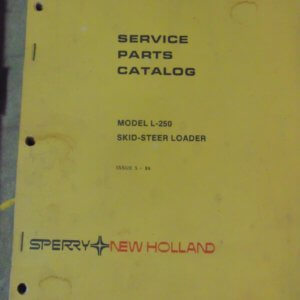 SERVICE
PARTS
CATALOG
MODEL L-250
SKID-STEER LOADER
ISSUE
SPERRY NEW HOLLAND